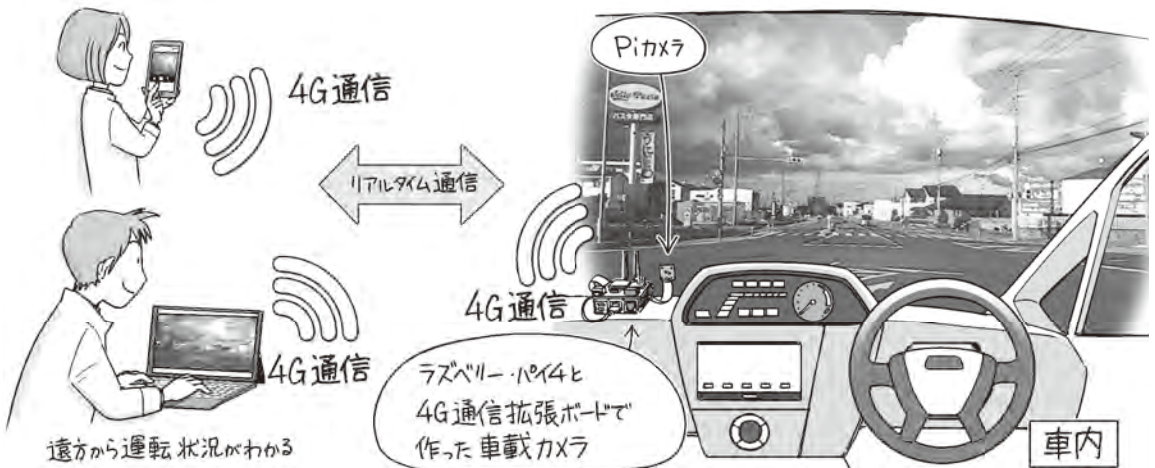 4G通信
リアルタイム通信
4G通信
遠方から運転状況がわかる
Piカメラ
パスタ専門店
4G通信
ラズベリー・パイ4と
4G通信拡張ボードで
作った車載カメラ
車内